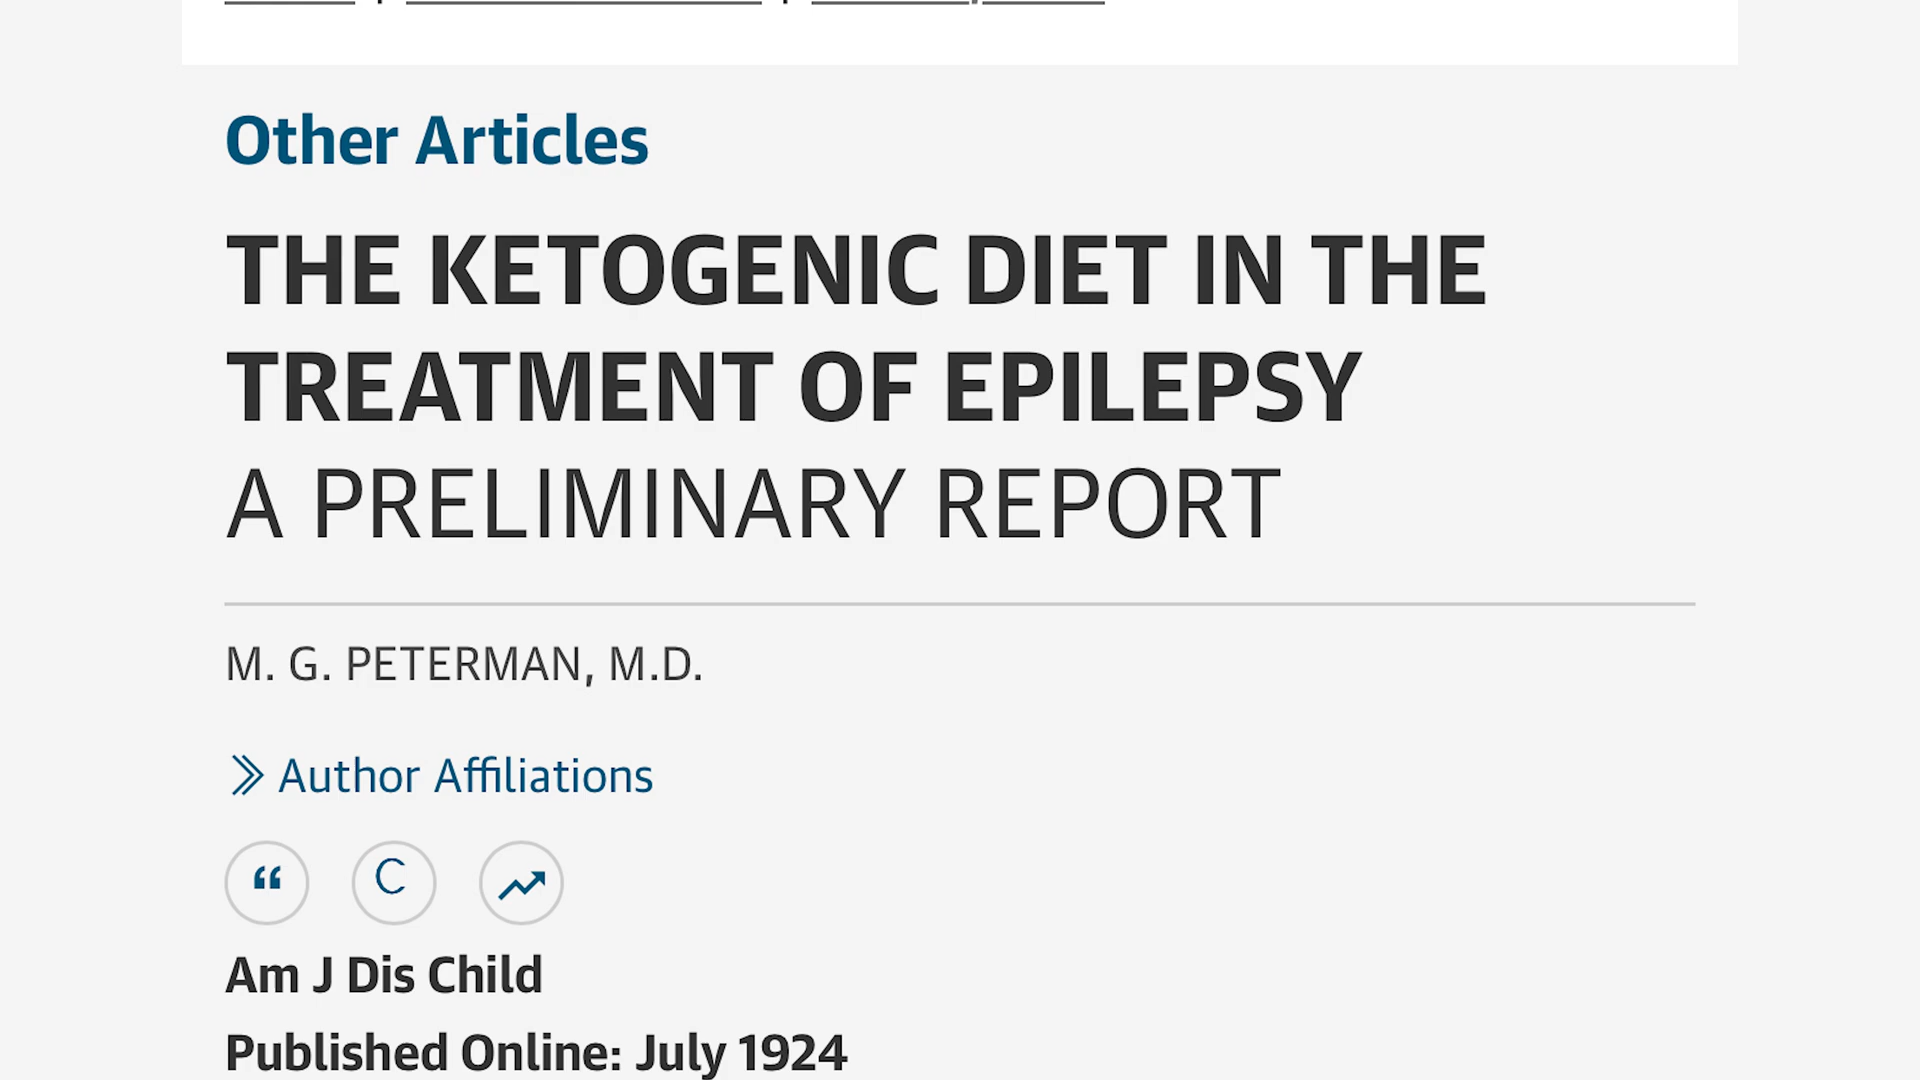 Other Articles
THE KETOGENIC DIET IN THE
TREATMENT OF EPILEPSY
A PRELIMINARY REPORT
M. G. PETERMAN, M.D.
Author Affiliations
“ C
Am J Dis Child
Published Online: July 1924